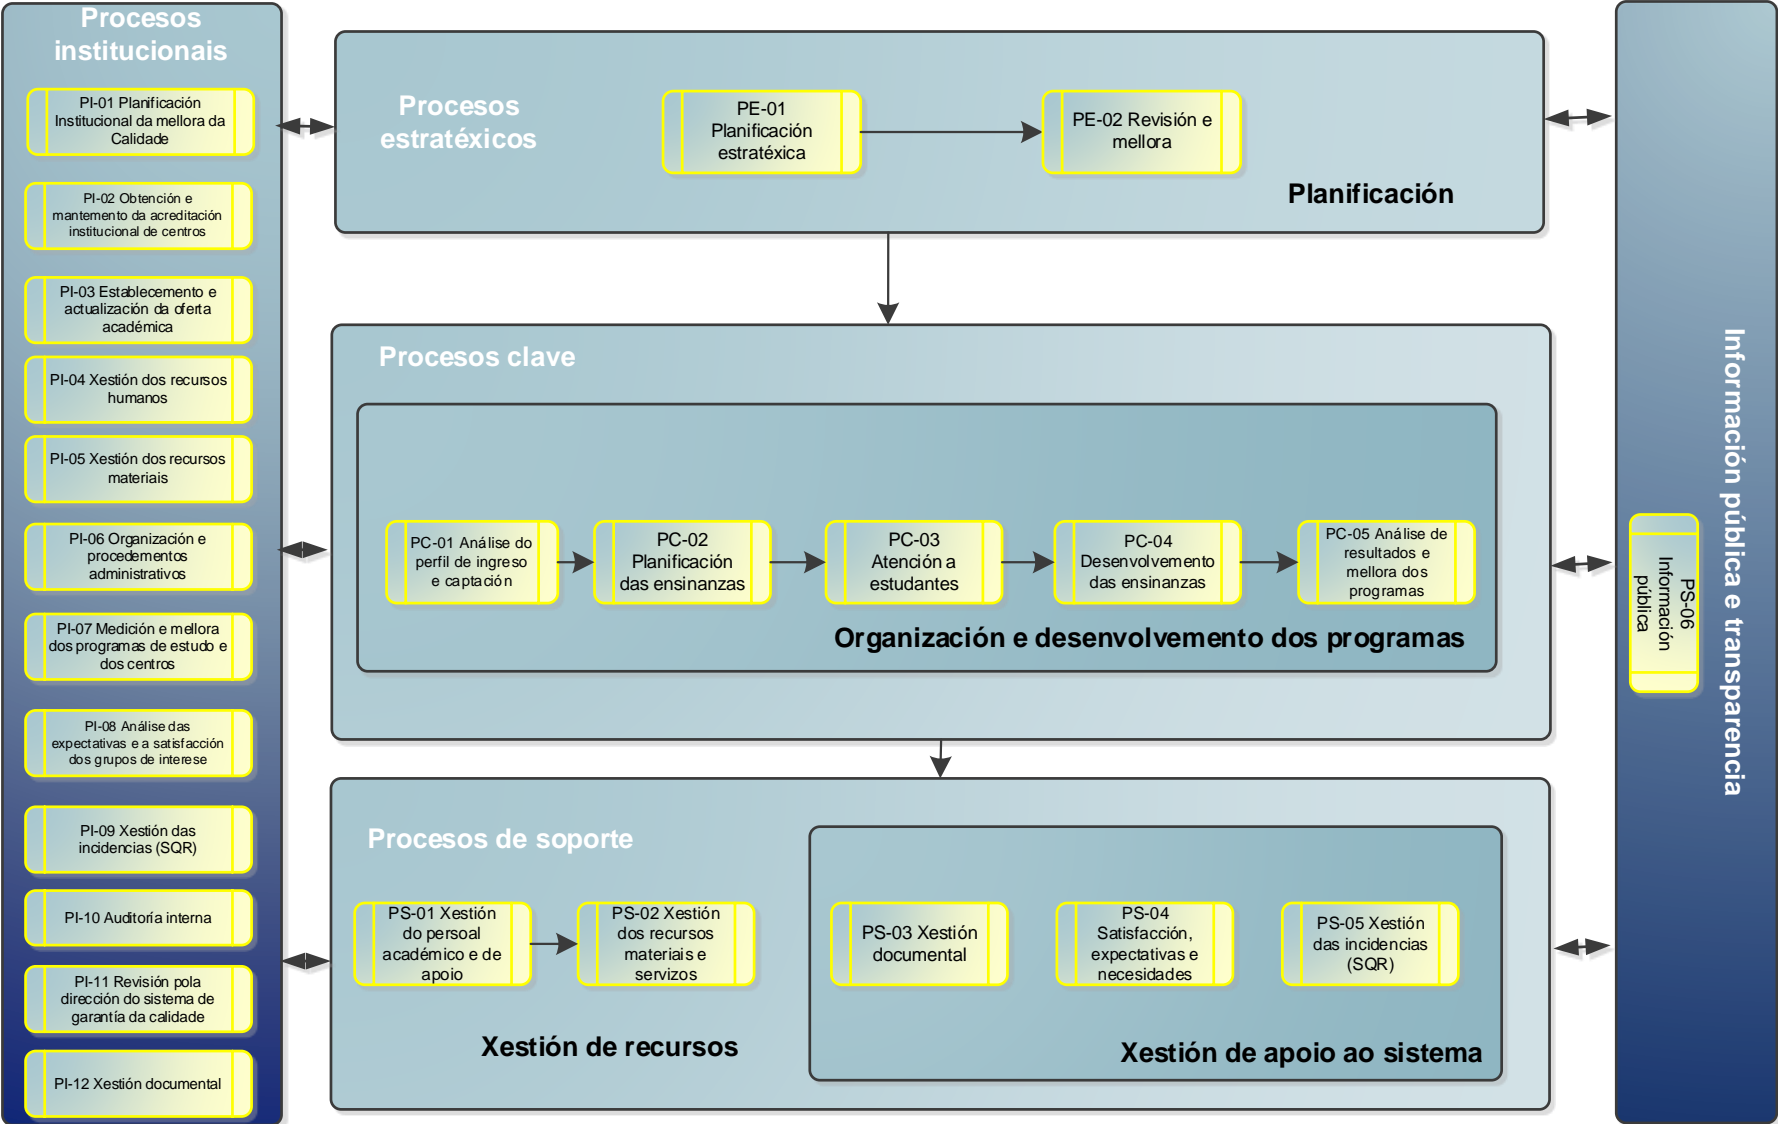 Procesos
institucionais
PI-01 Planificación
Institucional da mellora da
Calidade
PI-02 Obtención e
mantemento da acreditación
institucional de centros
PI-03 Establecemento e
actualización da oferta
académica
PI-04 Xestión dos recursos
humanos
PI-05 Xestión dos recursos
materiais
PI-06 Organización e
procedementos
administrativos
PI-07 Medición e mellora
dos programas de estudo e
dos centros
PI-08 Análise das
expectativas e a satisfacción
dos grupos de interese
PI-09 Xestión das
incidencias (SQR)
PI-10 Auditoría interna
PI-11 Revisión pola
dirección do sistema de
garantía da calidade
PI-12 Xestión documental
Procesos
estratéxicos
PE-01
Planificación
estratéxica
PE-02 Revisión e
mellora
Planificación
Procesos clave
PC-01 Análise do
perfil de ingreso
e captación
PC-02
Planificación
das ensinanzas
PC-03
Atención a
estudantes
PC-04
Desenvolvemento
das ensinanzas
PC-05 Análise de
resultados e
mellora dos
programas
Organización e desenvolvemento dos programas
Procesos de soporte
PS-01 Xestión
do persoal
académico e de
apoio
PS-02 Xestión
dos recursos
materiais e
servizos
Xestión de recursos
PS-03 Xestión
documental
PS-04
Satisfacción,
expectativas e
necesidades
PS-05 Xestión
das incidencias
(SQR)
Xestión de apoio ao sistema
Información pública e transparencia
PS-06
Información
pública